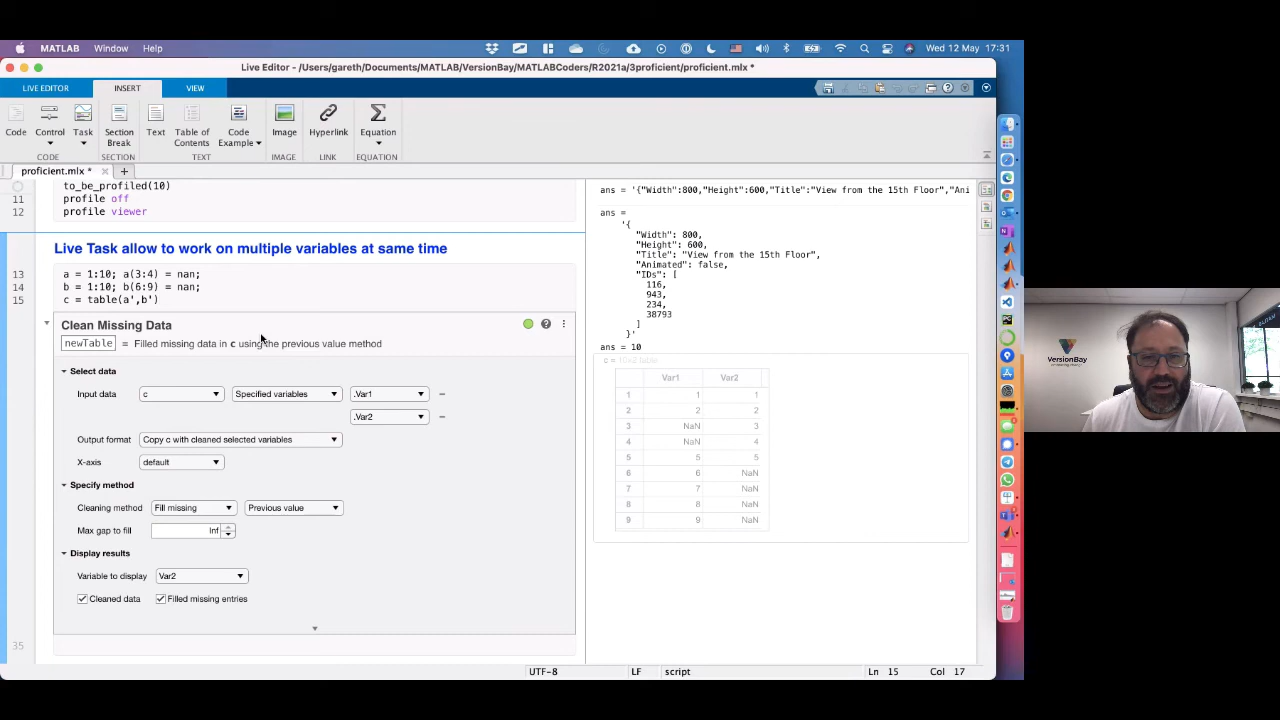 MATLAB Window Help Wed 12 May 17:31
Live Editor - /Users/gareth/Documents/MATLAB/VersionBay/MATLABCoders/R2021a/3proficient/proficient.mlx *
LIVE EDITOR INSERT VIEW
Code Control Task Section Break Text Table of Contents Code Example Image Hyperlink Equation
CODE SECTION TEXT IMAGE LINK EQUATION
proficient.mlx *
to_be_profiled(10)
11 profile off
12 profile viewer
Live Task allow to work on multiple variables at same time
13 a = 1:10; a(3:4) = nan;
14 b = 1:10; b(6:9) = nan;
15 c = table(a',b')
Clean Missing Data
newTable = Filled missing data in c using the previous value method
Select data
Input data c Specified variables .Var1
.Var2
Output format Copy c with cleaned selected variables
X-axis default
Specify method
Cleaning method Fill missing Previous value
Max gap to fill Inf
Display results
Variable to display Var2
Cleaned data Filled missing entries
35
ans = '{"Width":800,"Height":600,"Title":"View from the 15th Floor","Ani
ans =
'{
"Width": 800,
"Height": 600,
"Title": "View from the 15th Floor",
"Animated": false,
"IDs": [
116,
943,
234,
38793
]
}'
ans = 10
c = 10×2 table
Var1 Var2
1 1 1
2 2 2
3 NaN 3
4 NaN 4
5 5 5
6 6 NaN
7 7 NaN
8 8 NaN
9 9 NaN
UTF-8 LF script Ln 15 Col 17
VersionBay